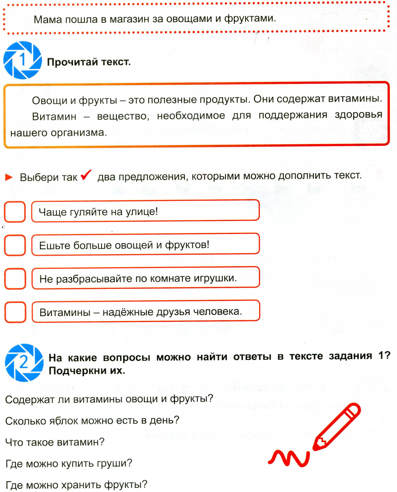 Мама пошла в магазин за овощами и фруктами.
1
Прочитай текст.
Овощи и фрукты – это полезные продукты. Они содержат витамины.
Витамин – вещество, необходимое для поддержания здоровья
нашего организма.
Выбери так ✓ два предложения, которыми можно дополнить текст.
Чаще гуляйте на улице!
Ешьте больше овощей и фруктов!
Не разбрасывайте по комнате игрушки.
Витамины – надёжные друзья человека.
2
На какие вопросы можно найти ответы в тексте задания 1?
Подчеркни их.
Содержат ли витамины овощи и фрукты?
Сколько яблок можно есть в день?
Что такое витамин?
Где можно купить груши?
Где можно хранить фрукты?